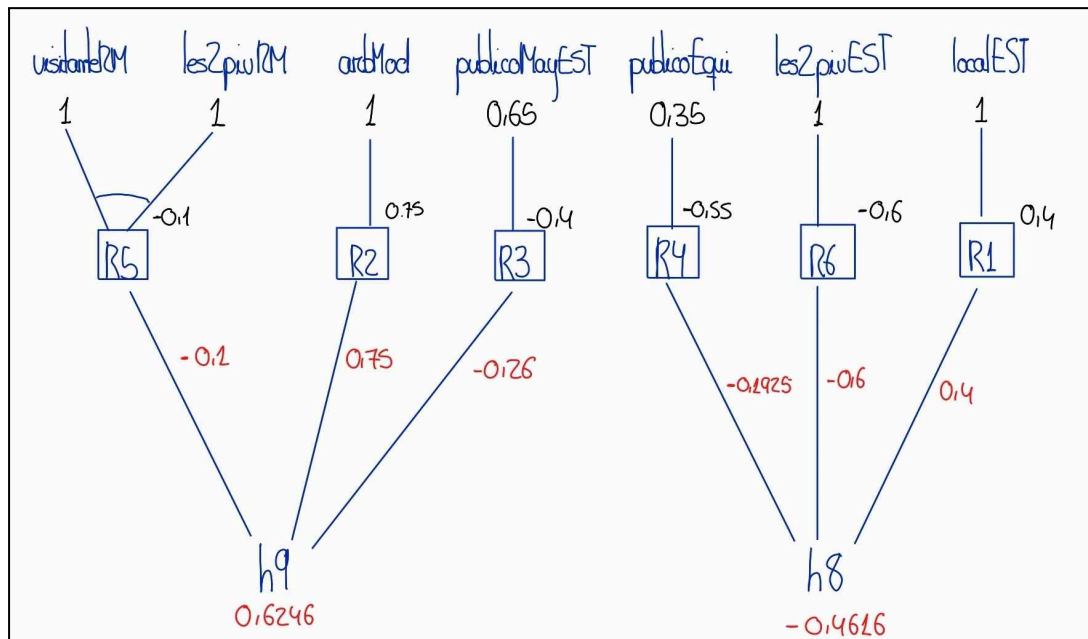 visitanteRM les2pivRM arbMod publicoMayEST publicoEqui les2pivEST localEST
1 1 1 0,65 0,35 1 1
-0,1 0.75 -0,4 -0,55 -0,6 0,4
R5 R2 R3 R4 R6 R1
-0,1 0,75 -0,26 -0,1925 -0,6 0,4
h9 h8
0,6246 -0,4616